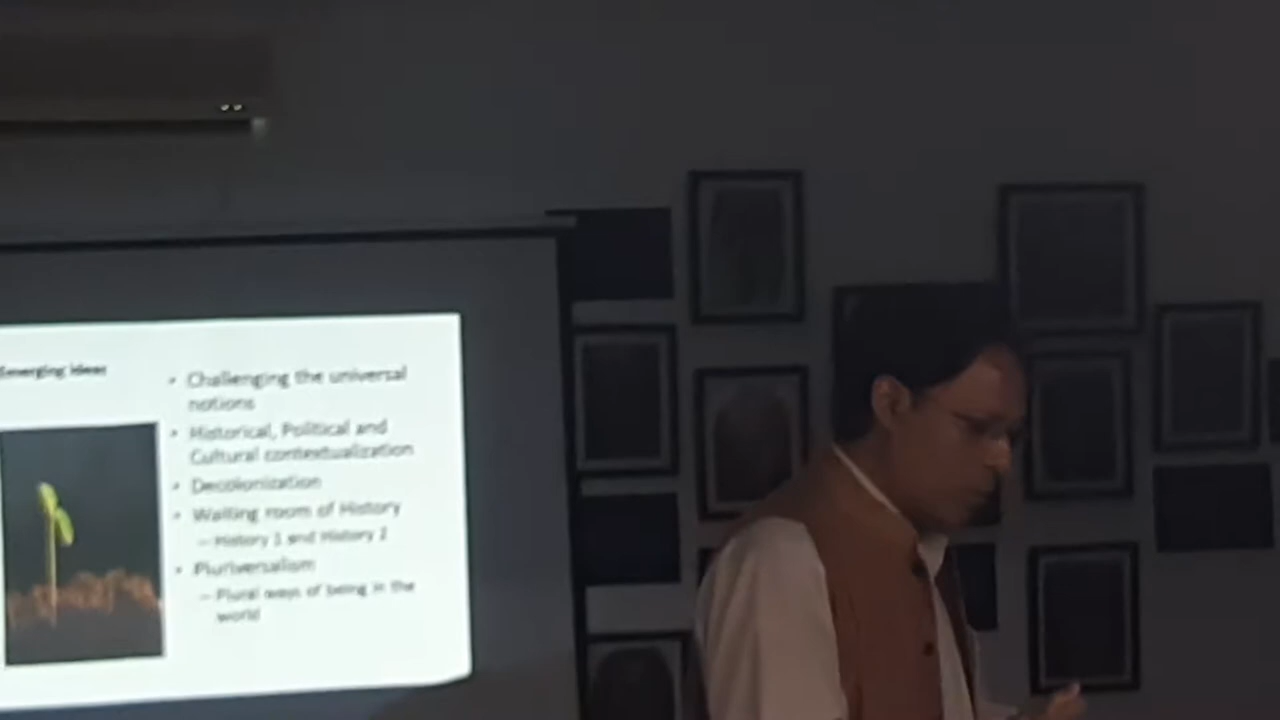 Emerging Ideas
• Challenging the universal
notions
• Historical, Political and
Cultural contextualization
• Decolonization
• Waiting room of History
– History 1 and History 2
• Pluriversalism
– Plural ways of being in the
world